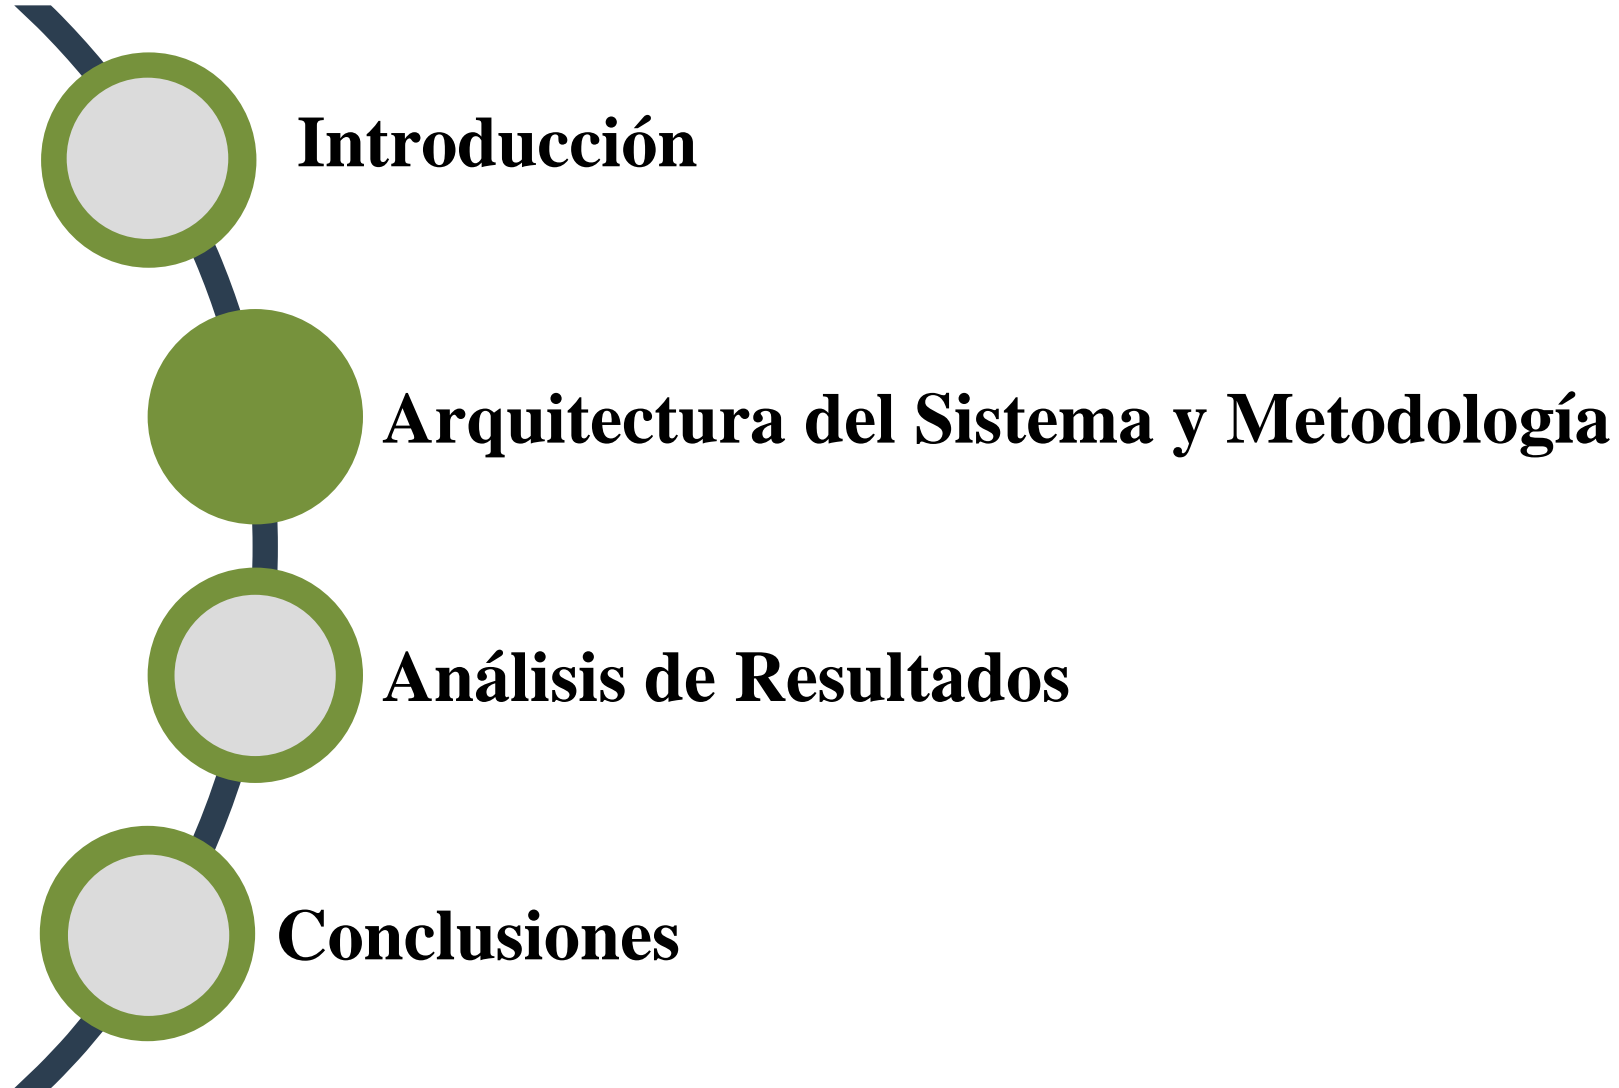 Introducción
Arquitectura del Sistema y Metodología
Análisis de Resultados
Conclusiones